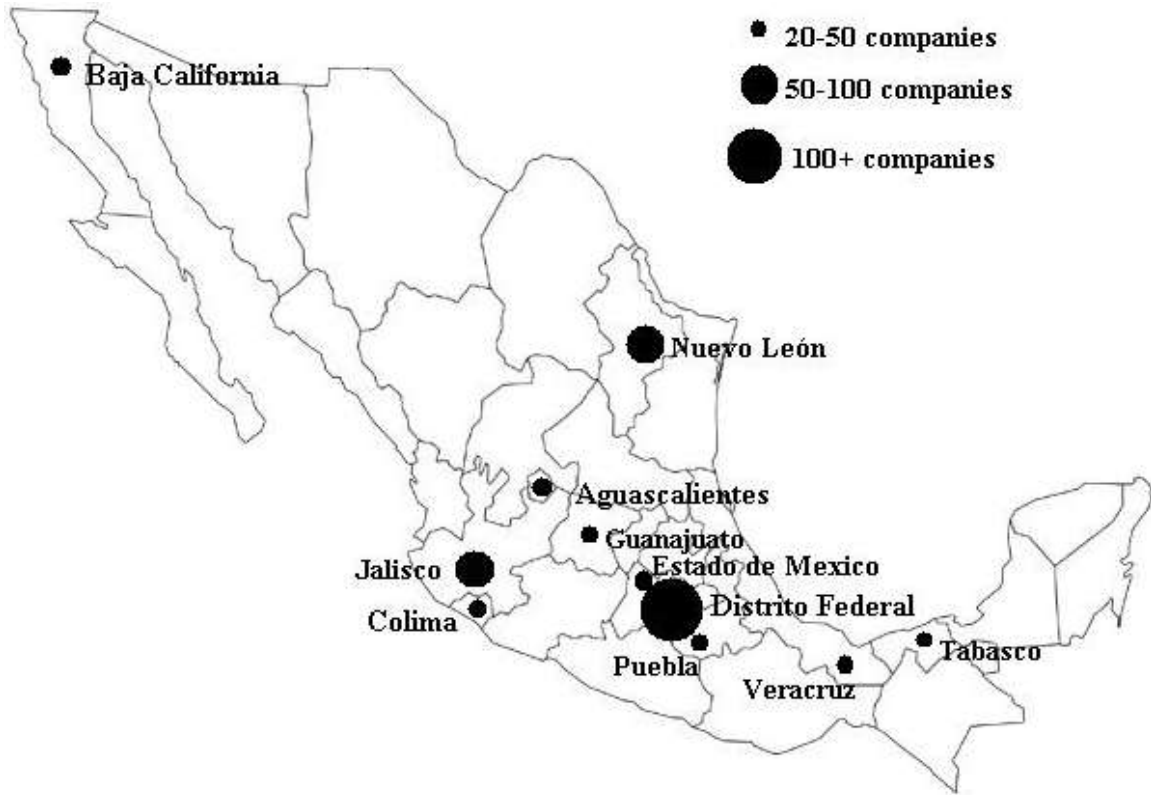 20-50 companies
Baja California
50-100 companies
100+ companies
Nuevo León
Aguascalientes
Guanajuato
Estado de Mexico
Jalisco
Distrito Federal
Colima
Puebla
Tabasco
Veracruz